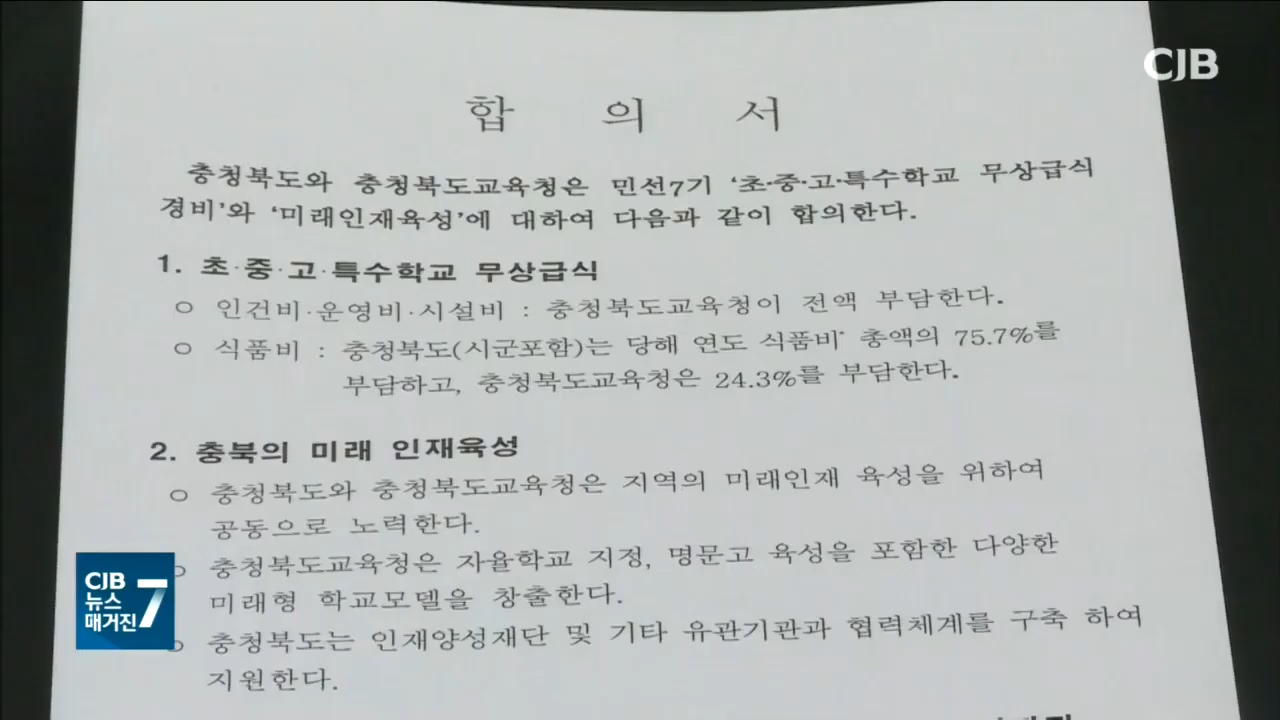 CJB
합 의 서
충청북도와 충청북도교육청은 민선7기 '초·중·고·특수학교 무상급식
경비'와 '미래인재육성'에 대하여 다음과 같이 합의한다.
1. 초·중·고·특수학교 무상급식
○ 인건비·운영비·시설비 : 충청북도교육청이 전액 부담한다.
○ 식품비 : 충청북도(시군포함)는 당해 연도 식품비* 총액의 75.7%를
부담하고, 충청북도교육청은 24.3%를 부담한다.
2. 충북의 미래 인재육성
○ 충청북도와 충청북도교육청은 지역의 미래인재 육성을 위하여
공동으로 노력한다.
○ 충청북도교육청은 자율학교 지정, 명문고 육성을 포함한 다양한
미래형 학교모델을 창출한다.
○ 충청북도는 인재양성재단 및 기타 유관기관과 협력체계를 구축 하여
지원한다.
CJB
뉴스
매거진 7